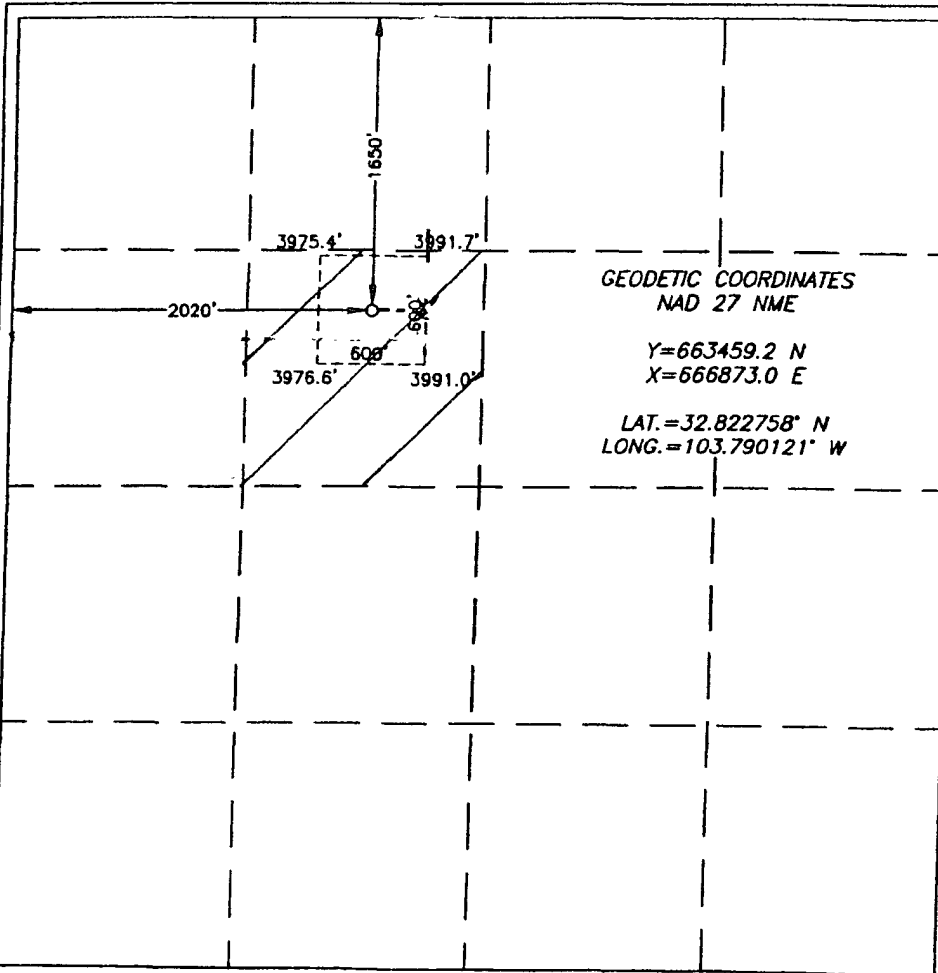 1650'
3975.4'
3991.7'
2020'
600'
600'
3976.6'
3991.0'
GEODETIC COORDINATES
NAD 27 NME
Y=663459.2 N
X=666873.0 E
LAT.=32.822758° N
LONG.=103.790121° W